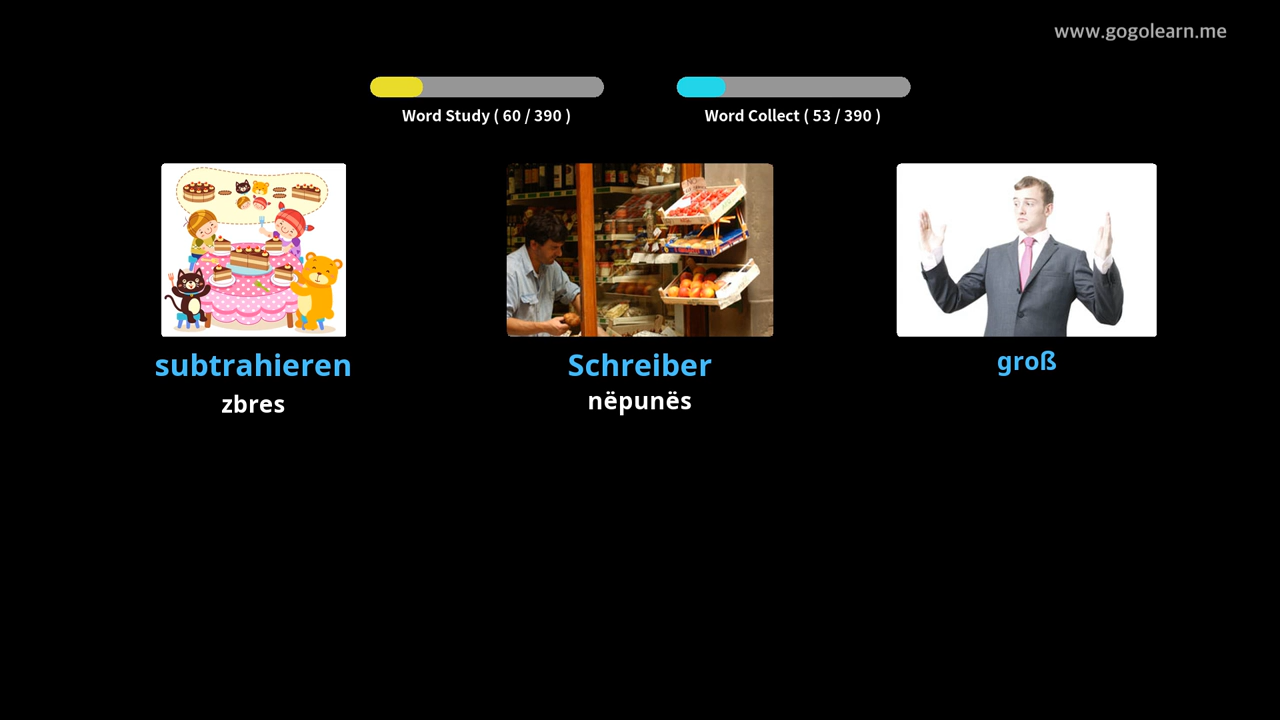 www.gogolearn.me
Word Study ( 60 / 390 )
Word Collect ( 53 / 390 )
subtrahieren
zbres
Schreiber
nëpunës
groß